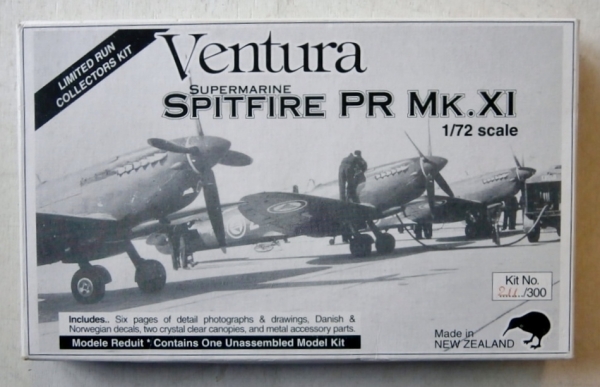 LIMITED RUN
COLLECTORS KIT
Ventura
SUPERMARINE
SPITFIRE PR MK.XI
1/72 scale
Kit No.
/300
Includes.. Six pages of detail photographs & drawings, Danish &
Norwegian decals, two crystal clear canopies, and metal accessory parts.
Modele Reduit * Contains One Unassembled Model Kit
Made in
NEW ZEALAND